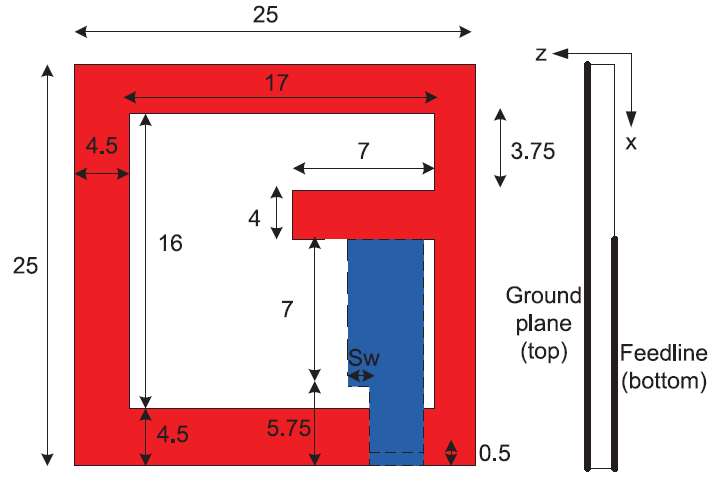 25
z
17
x
4.5
7
3.75
4
16
25
7
Ground
plane
(top)
Feedline
(bottom)
Sw
4.5
5.75
0.5